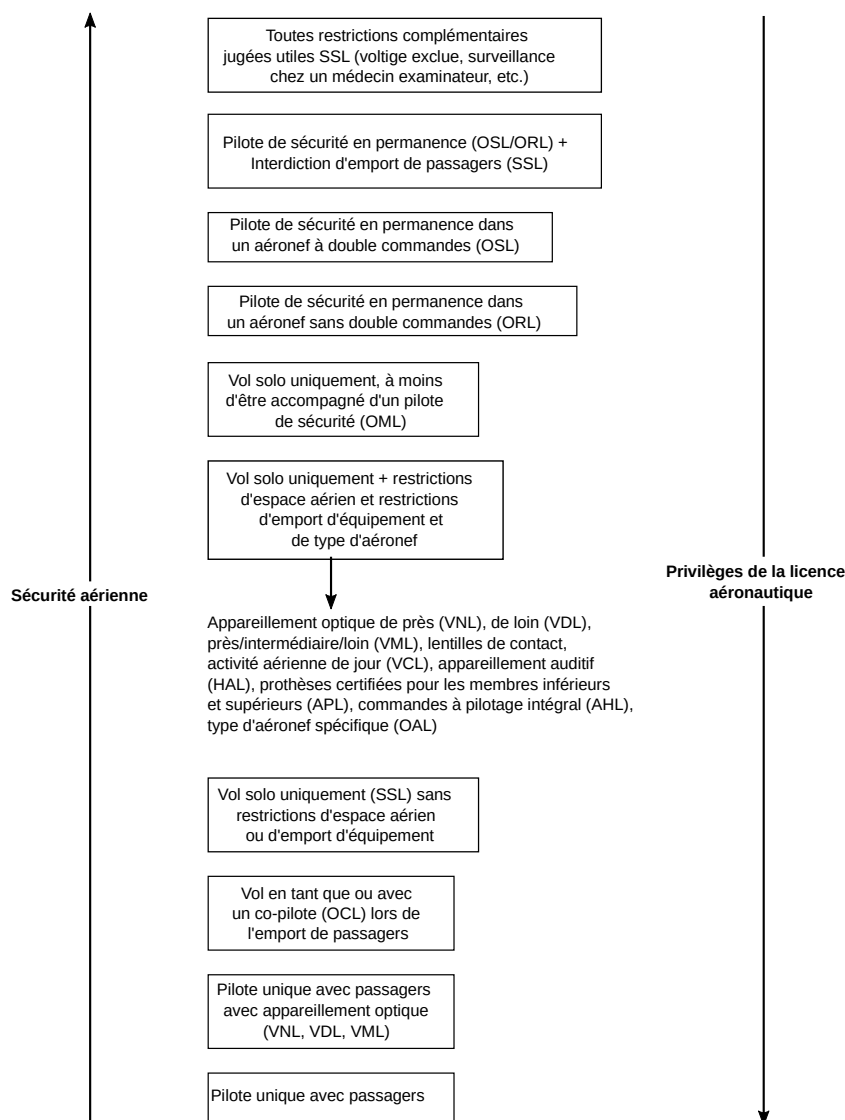 Toutes restrictions complémentaires
jugées utiles SSL (voltige exclue, surveillance
chez un médecin examinateur, etc.)
Pilote de sécurité en permanence (OSL/ORL) +
Interdiction d'emport de passagers (SSL)
Pilote de sécurité en permanence dans
un aéronef à double commandes (OSL)
Pilote de sécurité en permanence dans
un aéronef sans double commandes (ORL)
Vol solo uniquement, à moins
d'être accompagné d'un pilote
de sécurité (OML)
Vol solo uniquement + restrictions
d'espace aérien et restrictions
d'emport d'équipement et
de type d'aéronef
Sécurité aérienne
Privilèges de la licence
aéronautique
Appareillement optique de près (VNL), de loin (VDL),
près/intermédiaire/loin (VML), lentilles de contact,
activité aérienne de jour (VCL), appareillement auditif
(HAL), prothèses certifiées pour les membres inférieurs
et supérieurs (APL), commandes à pilotage intégral (AHL),
type d'aéronef spécifique (OAL)
Vol solo uniquement (SSL) sans
restrictions d'espace aérien
ou d'emport d'équipement
Vol en tant que ou avec
un co-pilote (OCL) lors de
l'emport de passagers
Pilote unique avec passagers
avec appareillement optique
(VNL, VDL, VML)
Pilote unique avec passagers